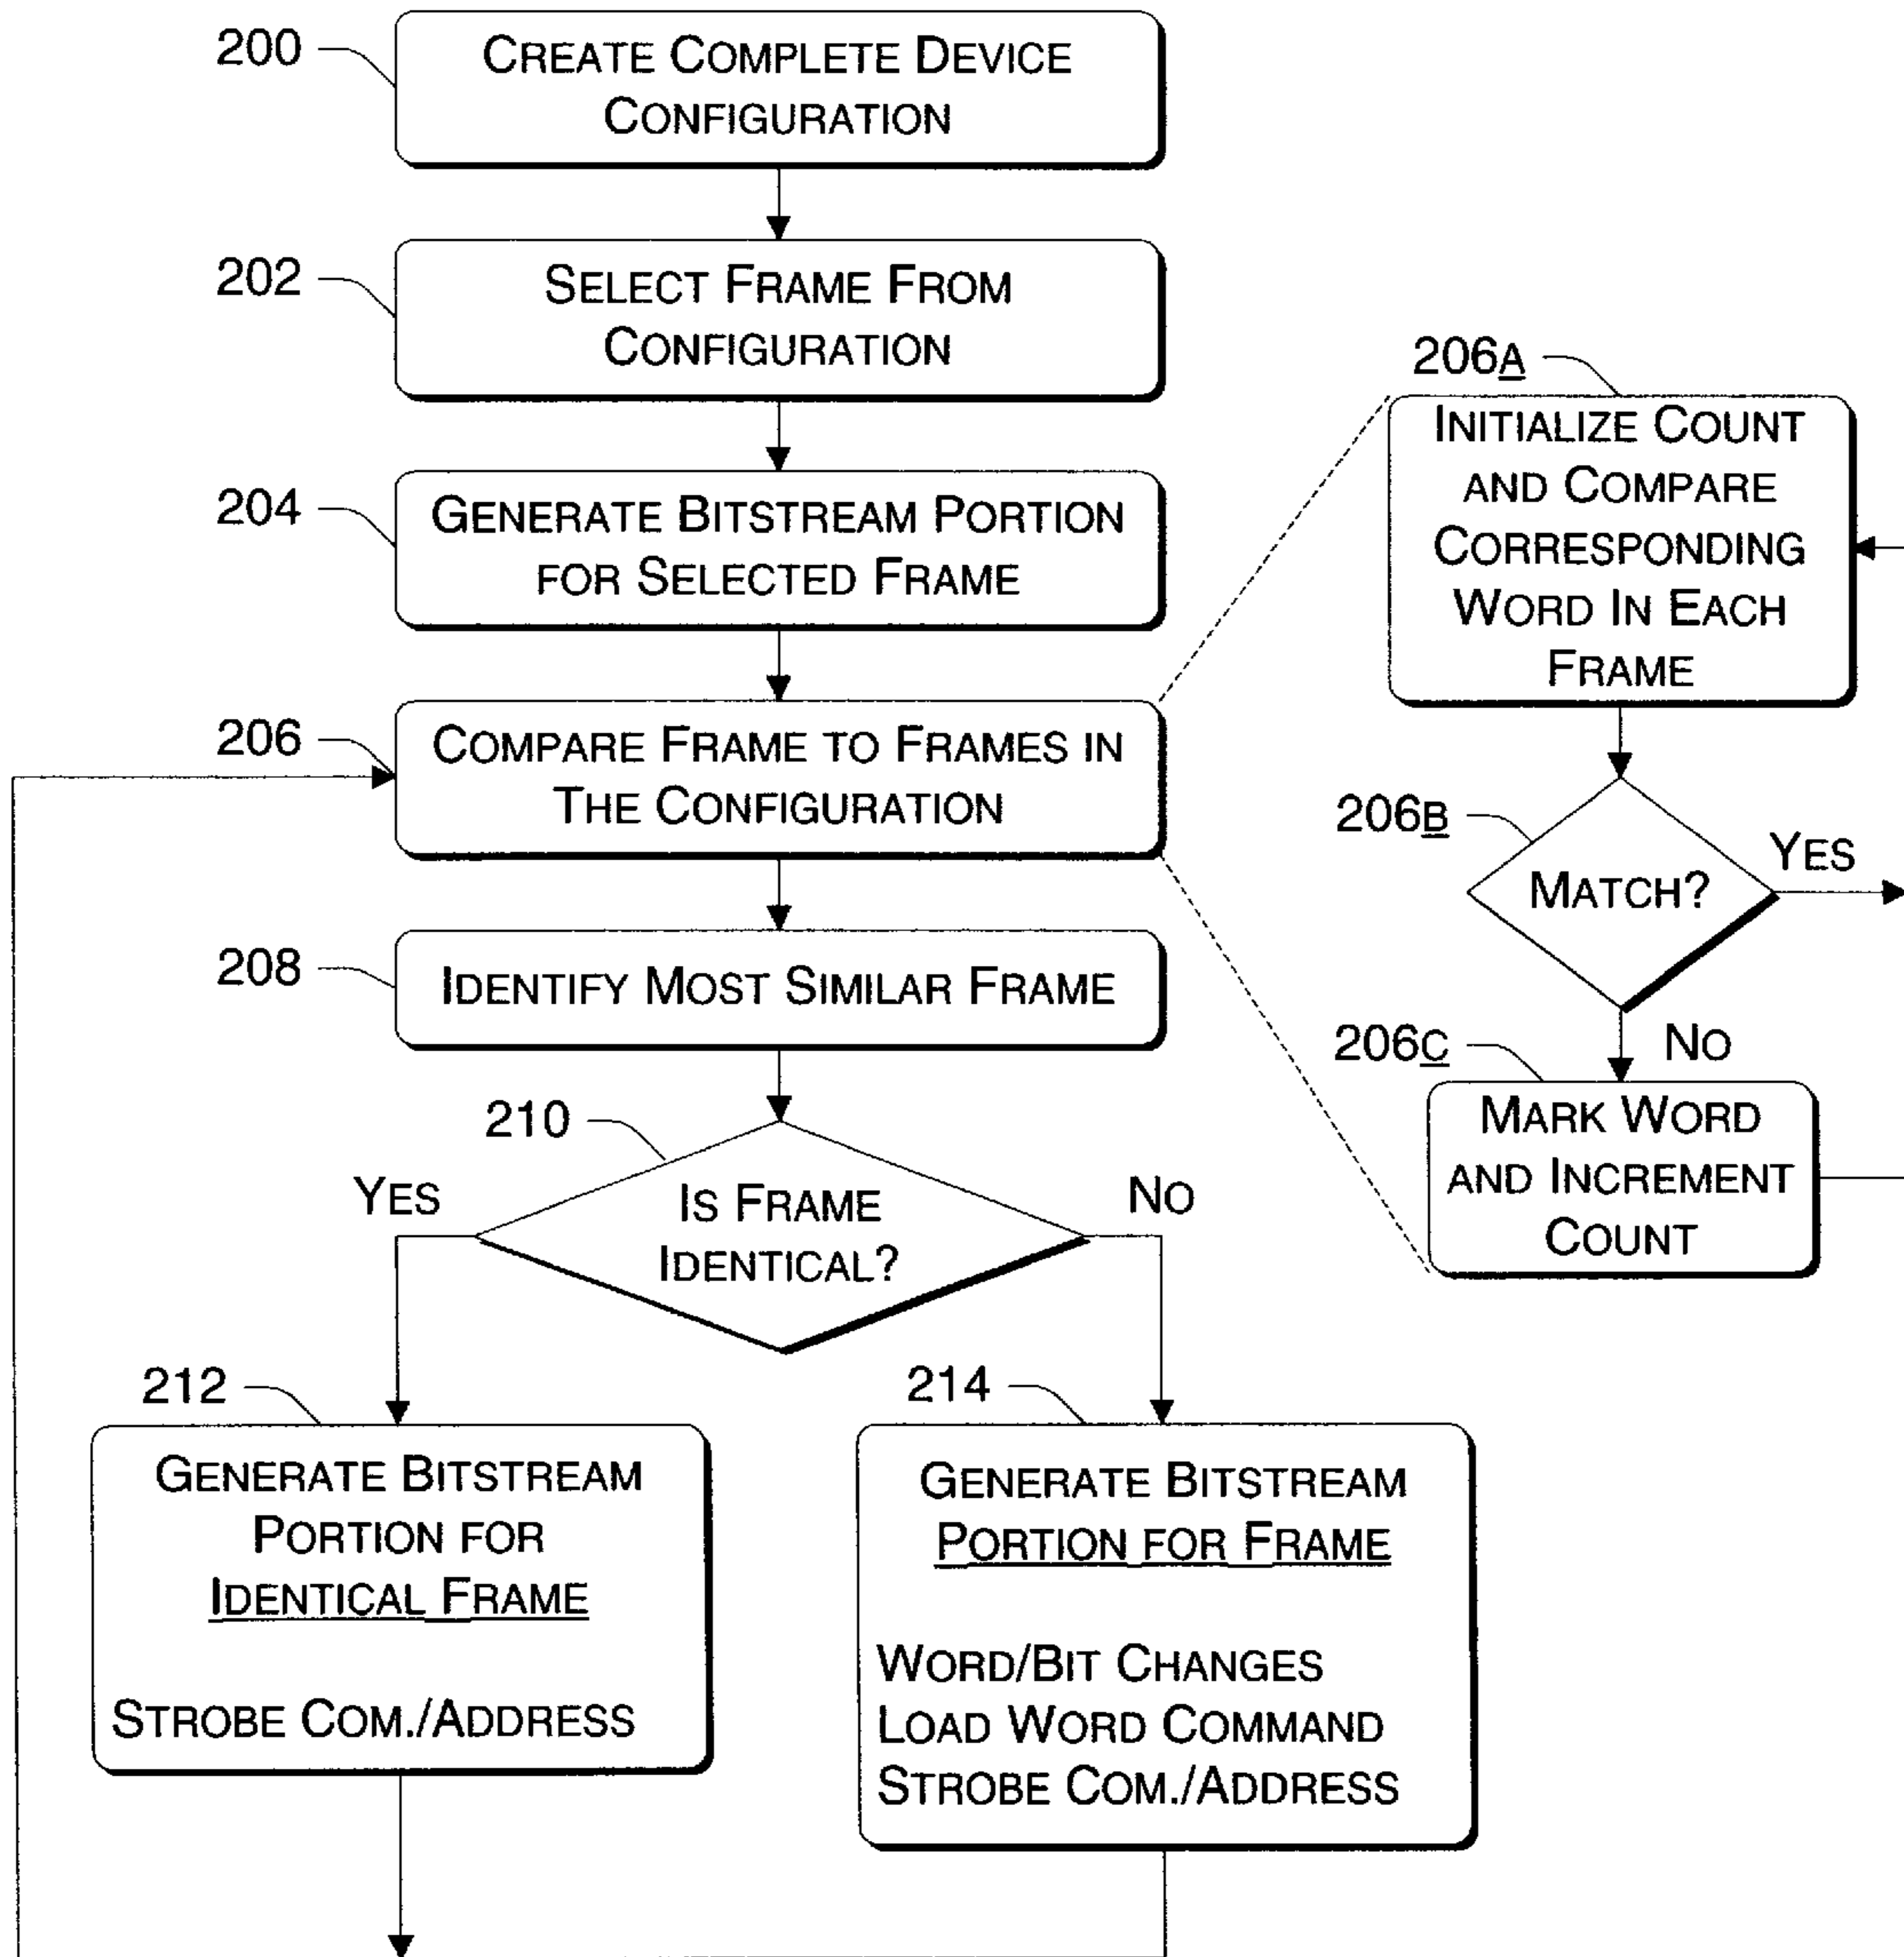 200
CREATE COMPLETE DEVICE
CONFIGURATION
202
SELECT FRAME FROM
CONFIGURATION
204
GENERATE BITSTREAM PORTION
FOR SELECTED FRAME
206
COMPARE FRAME TO FRAMES IN
THE CONFIGURATION
206A
INITIALIZE COUNT
AND COMPARE
CORRESPONDING
WORD IN EACH
FRAME
206B
MATCH?
YES
NO
206C
MARK WORD
AND INCREMENT
COUNT
208
IDENTIFY MOST SIMILAR FRAME
210
IS FRAME
IDENTICAL?
YES
NO
212
GENERATE BITSTREAM
PORTION FOR
IDENTICAL FRAME
STROBE COM./ADDRESS
214
GENERATE BITSTREAM
PORTION FOR FRAME
WORD/BIT CHANGES
LOAD WORD COMMAND
STROBE COM./ADDRESS